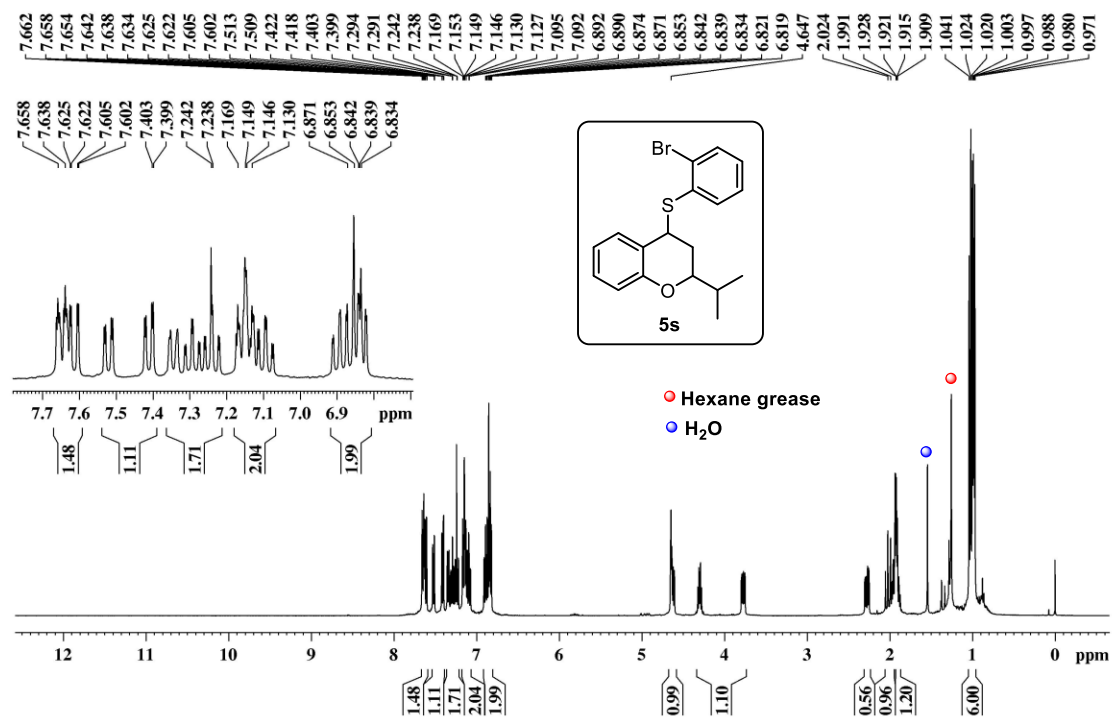 7.662 7.658 7.654 7.642 7.638 7.634 7.625 7.622 7.605 7.602 7.513 7.509 7.422 7.418 7.403 7.399 7.294 7.291 7.242 7.238 7.169 7.153 7.149 7.146 7.130 7.127 7.095 7.092 6.892 6.890 6.874 6.871 6.853 6.842 6.839 6.834 6.821 6.819 4.647 2.024 1.991 1.928 1.921 1.915 1.909 1.041 1.024 1.020 1.003 0.997 0.988 0.980 0.971
7.658 7.638 7.625 7.622 7.605 7.602 7.403 7.399 7.242 7.238 7.169 7.149 7.146 7.130 6.871 6.853 6.842 6.839 6.834
Br
S
O
5s
Hexane grease
H₂O
7.7 7.6 7.5 7.4 7.3 7.2 7.1 7.0 6.9 ppm
1.48 1.11 1.71 2.04 1.99
12 11 10 9 8 7 6 5 4 3 2 1 0 ppm
1.48 1.11 1.71 2.04 1.99 0.99 1.10 0.56 0.96 1.20 6.00